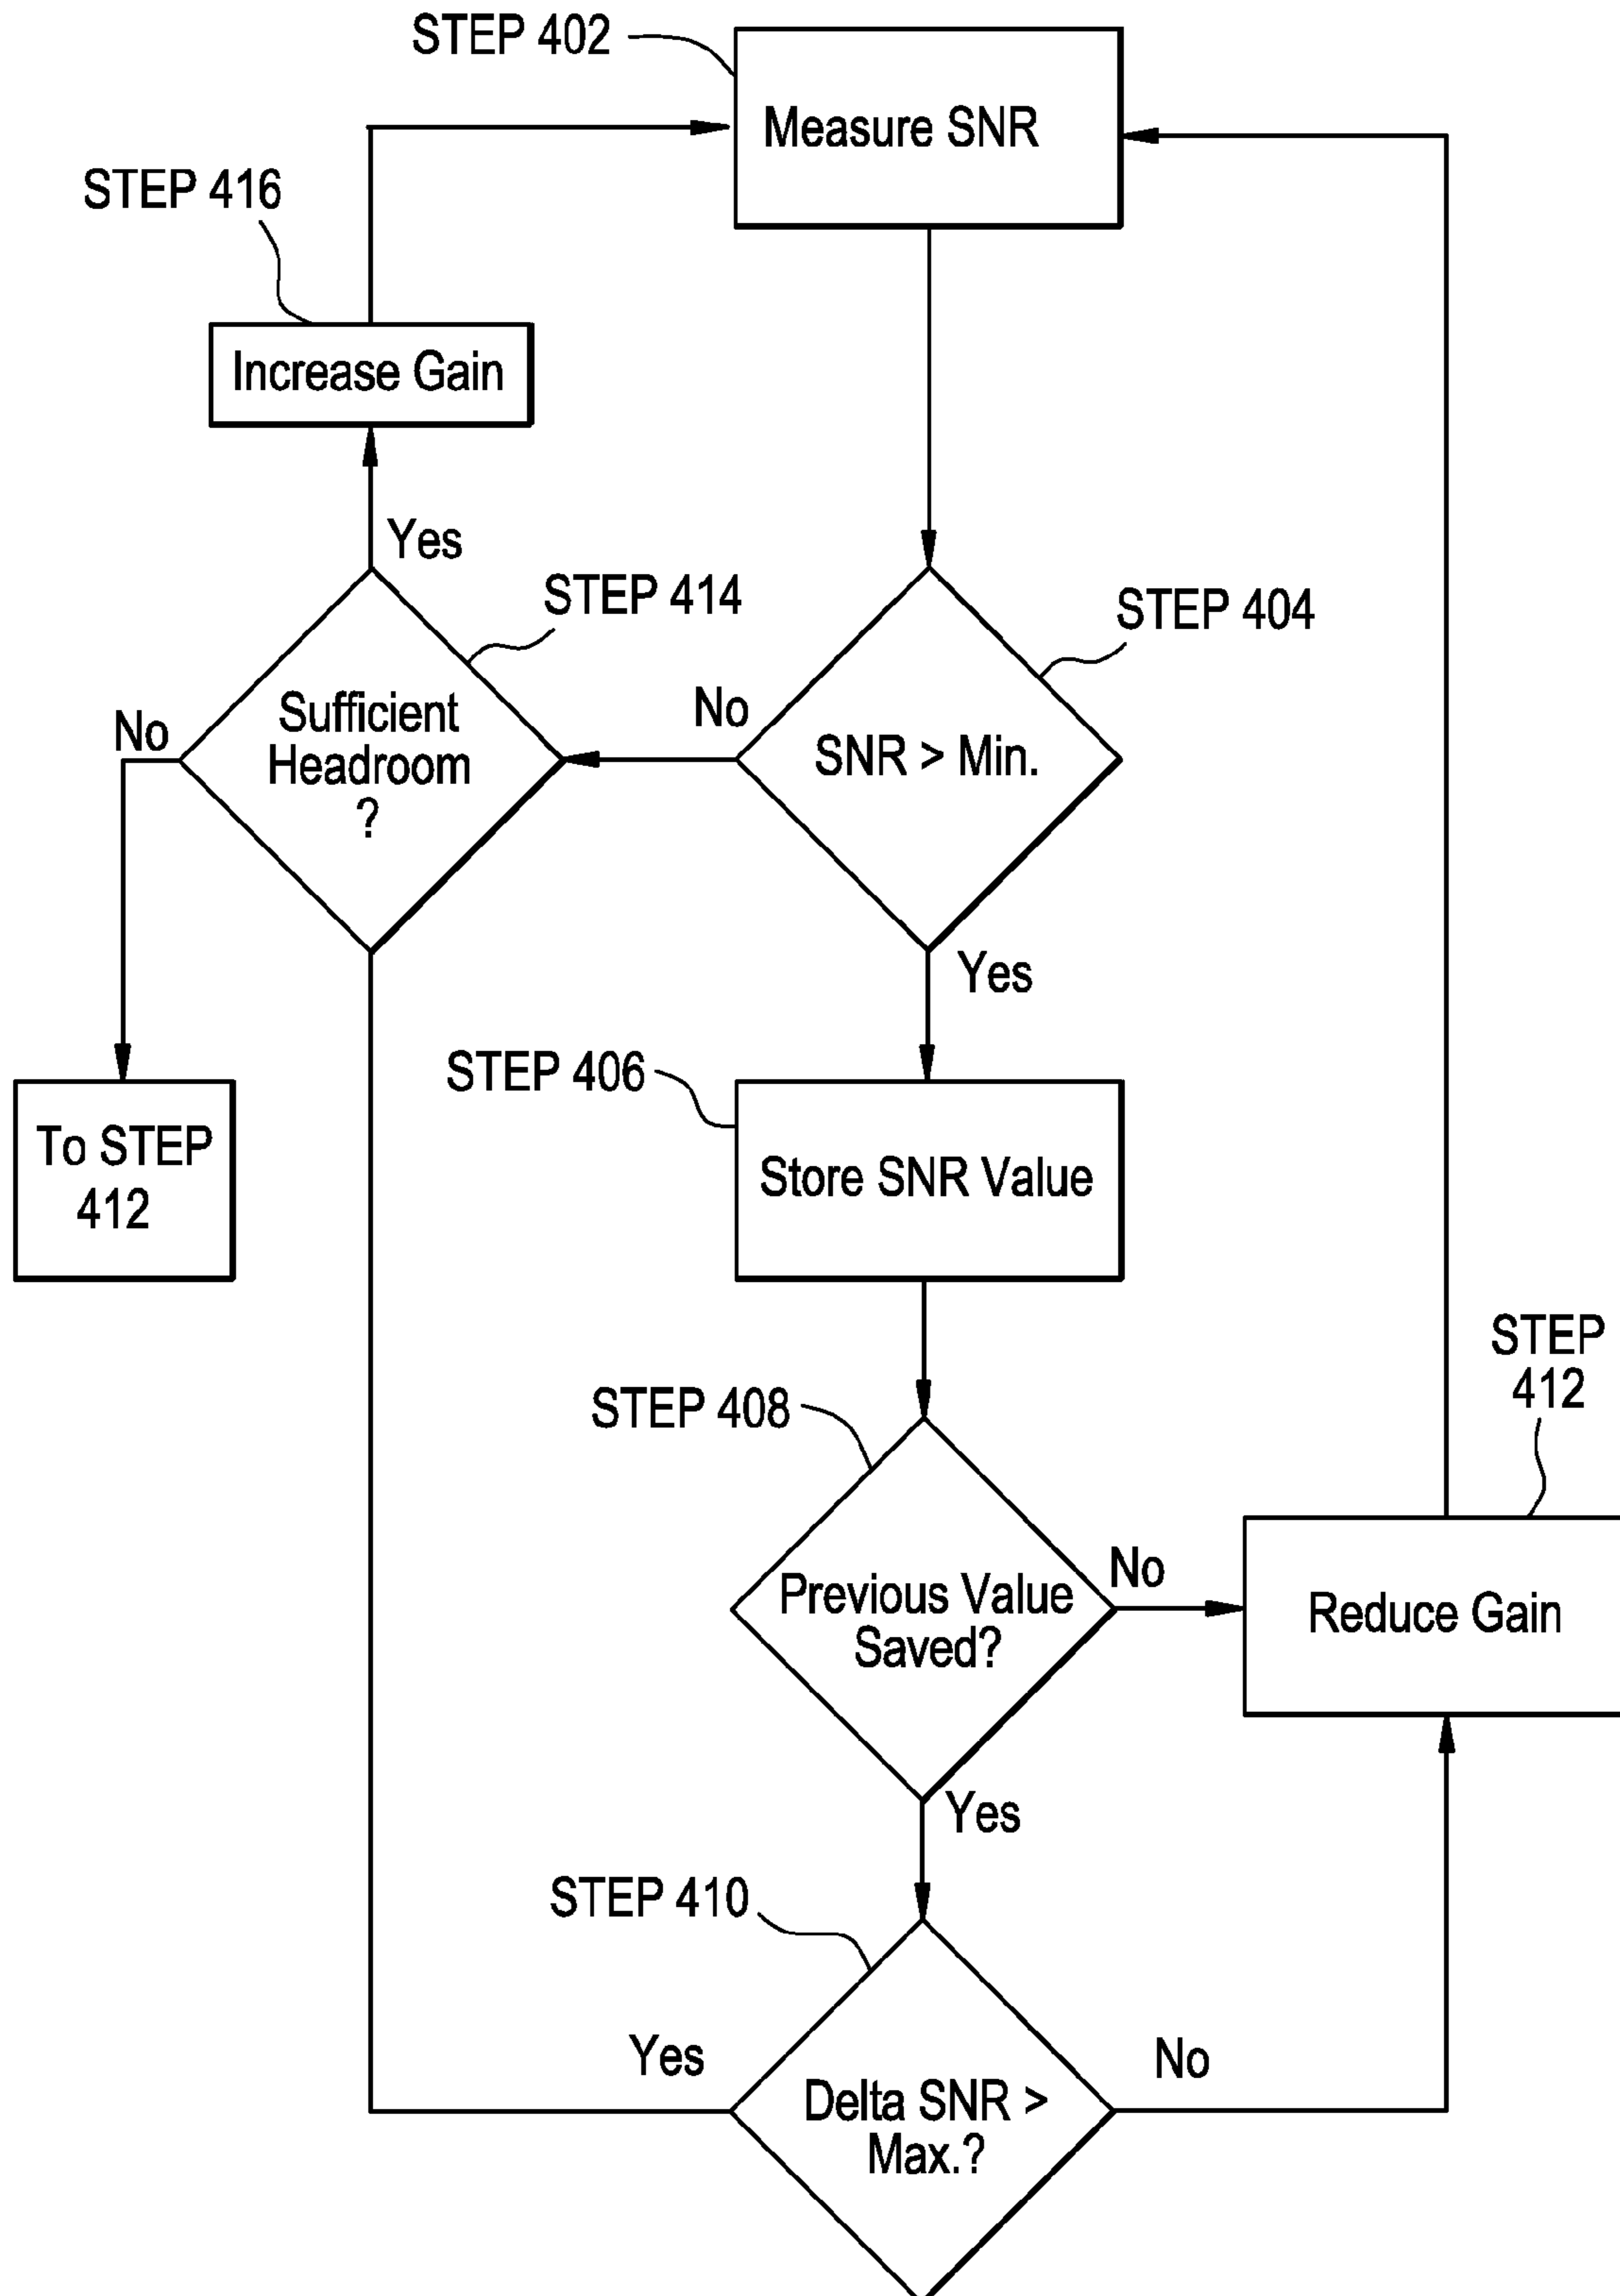 STEP 402
Measure SNR
STEP 416
Increase Gain
Yes
STEP 414
STEP 404
No
Sufficient
Headroom
?
No
SNR > Min.
Yes
STEP 406
To STEP
412
Store SNR Value
STEP
412
STEP 408
No
Previous Value
Saved?
Reduce Gain
Yes
STEP 410
Yes
No
Delta SNR >
Max.?